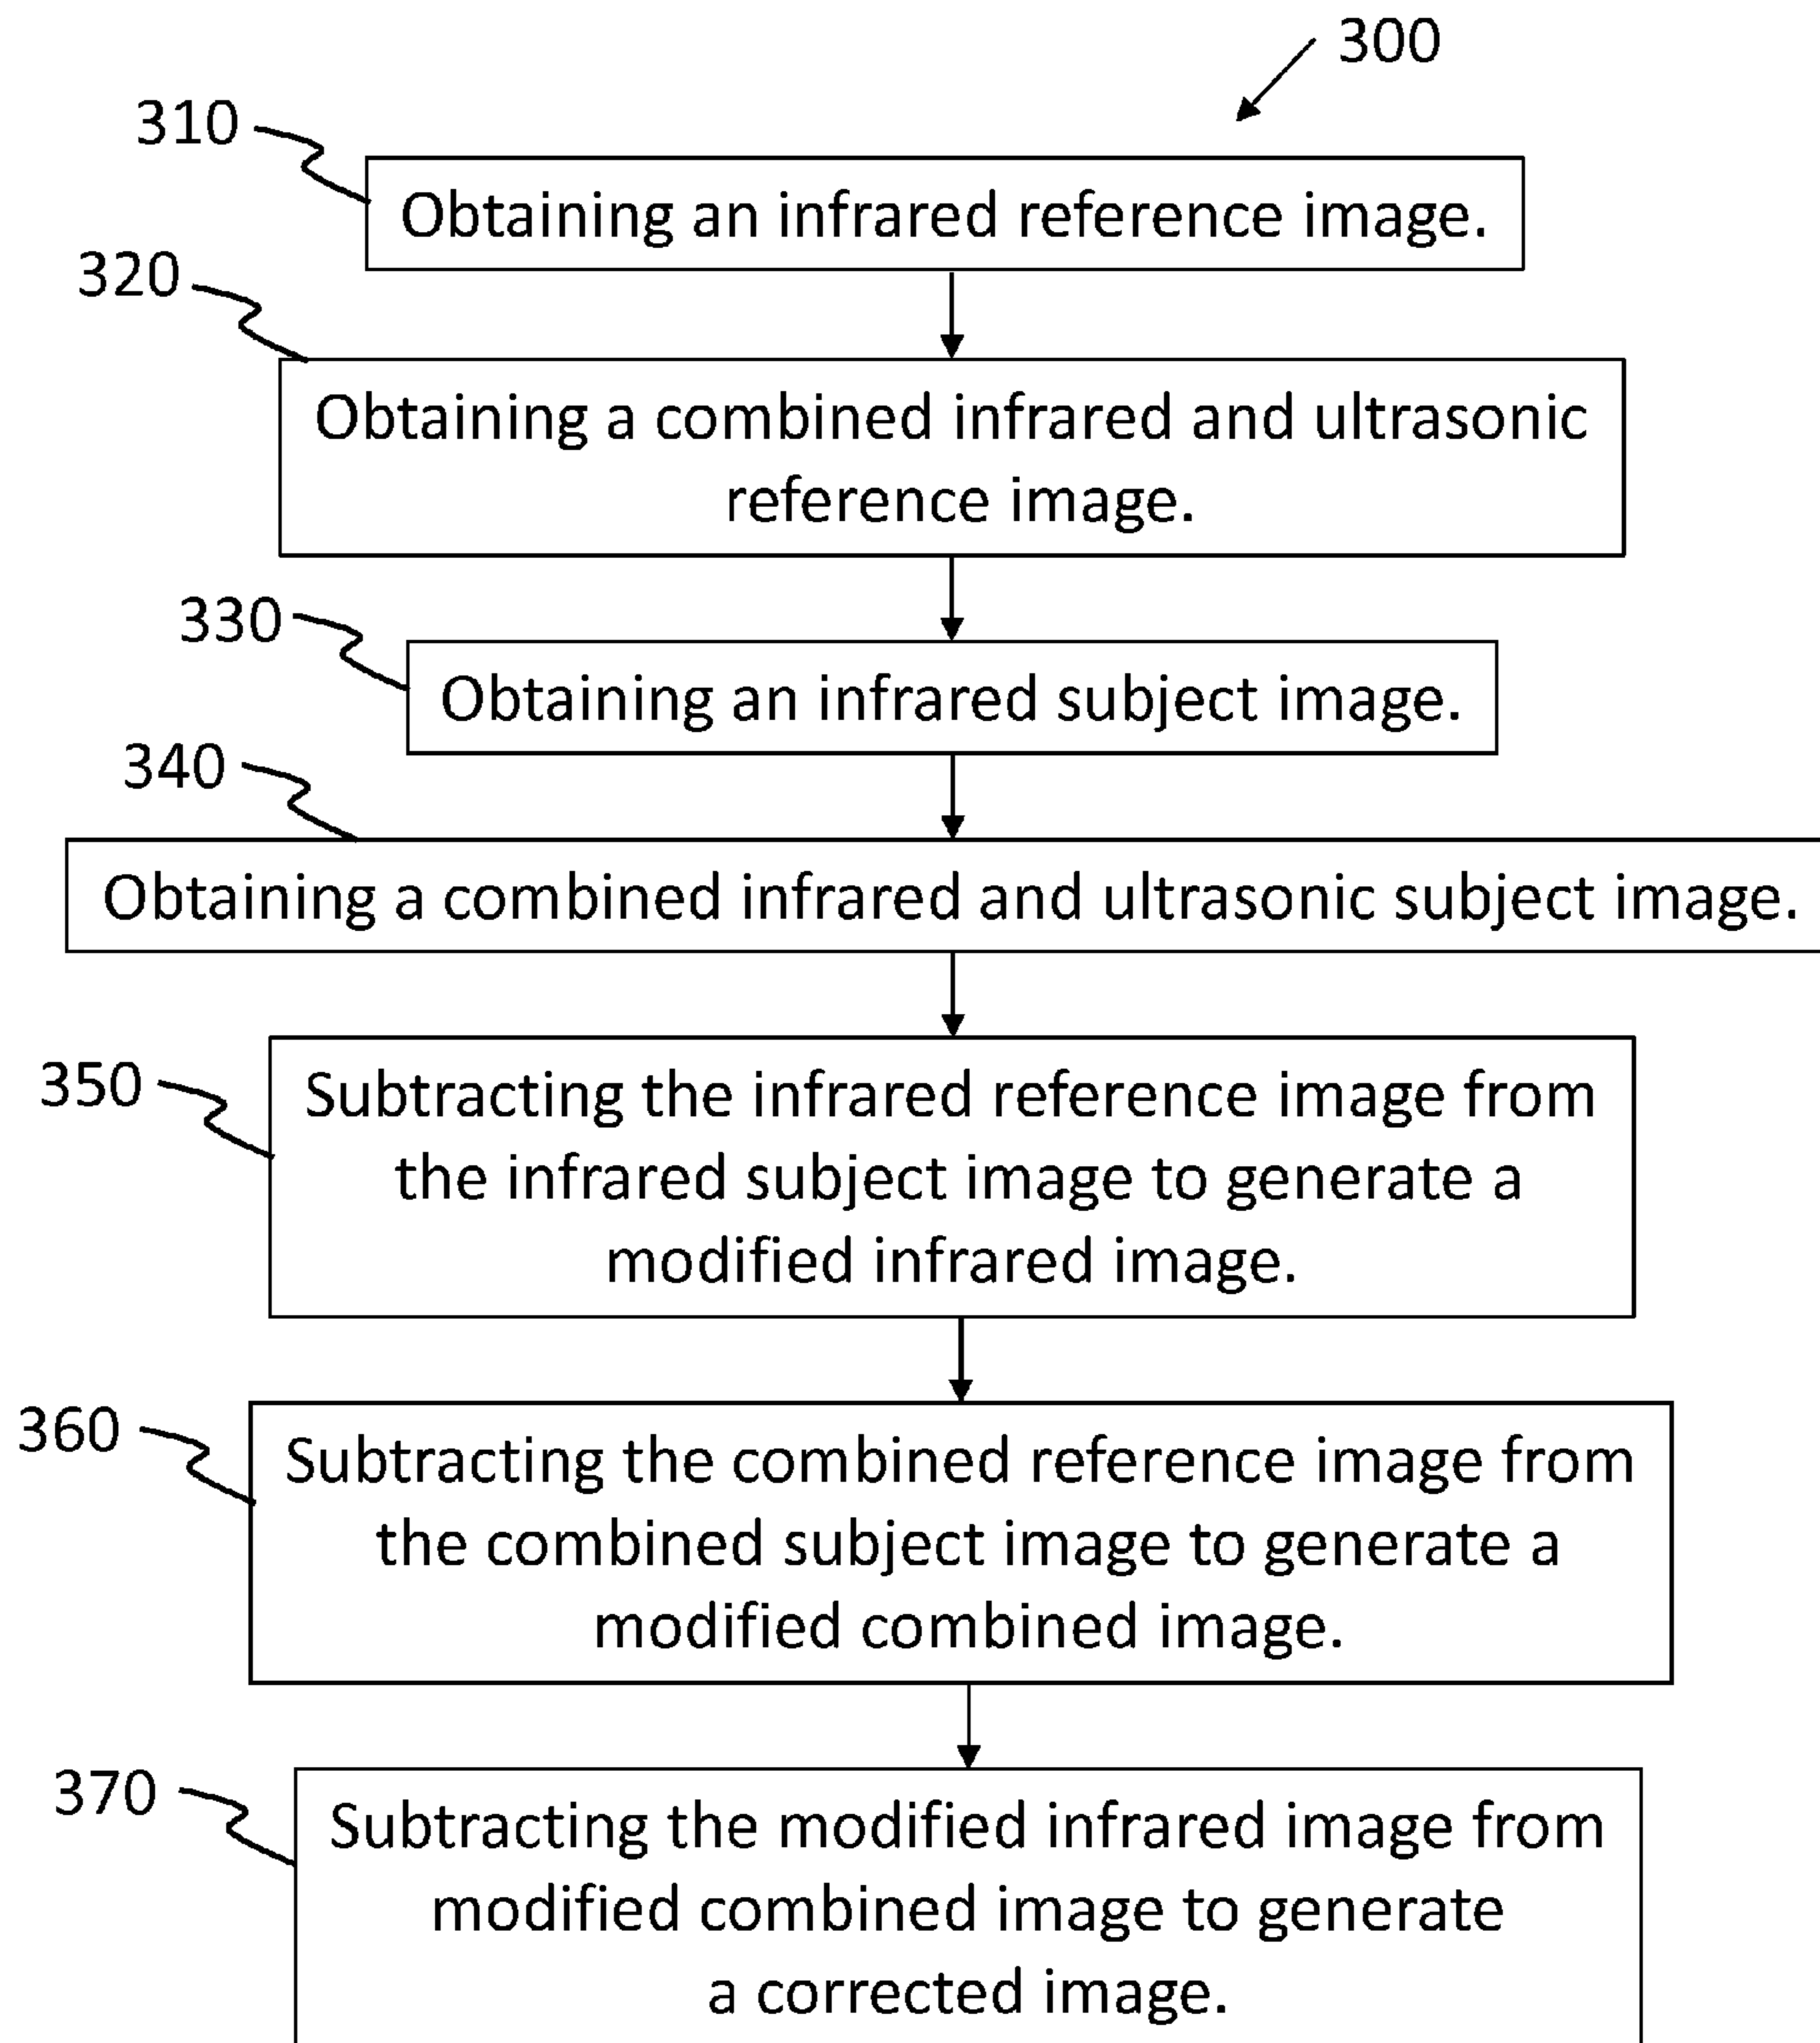 300
310
Obtaining an infrared reference image.
320
Obtaining a combined infrared and ultrasonic
reference image.
330
Obtaining an infrared subject image.
340
Obtaining a combined infrared and ultrasonic subject image.
350
Subtracting the infrared reference image from
the infrared subject image to generate a
modified infrared image.
360
Subtracting the combined reference image from
the combined subject image to generate a
modified combined image.
370
Subtracting the modified infrared image from
modified combined image to generate
a corrected image.